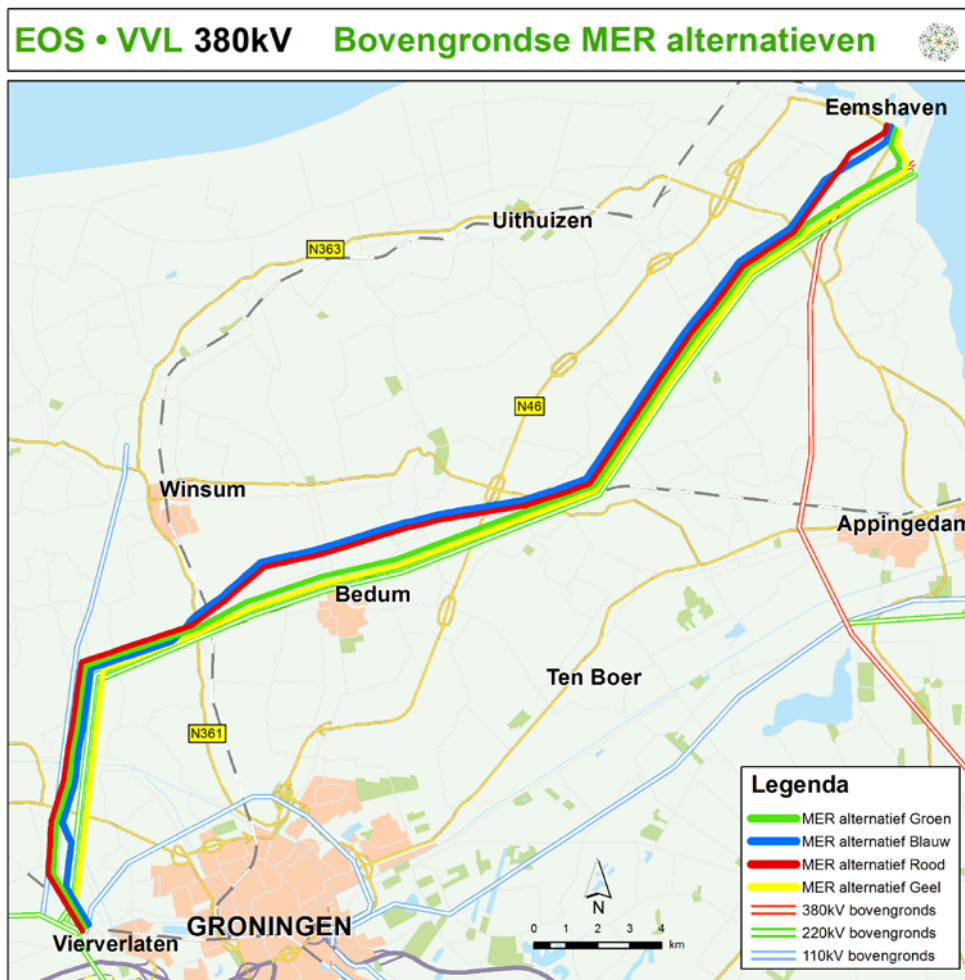 EOS • VVL 380kV Bovengrondse MER alternatieven
Eemshaven
Uithuizen
N363
N46
Winsum
Appingedam
Bedum
Ten Boer
N361
Legenda
MER alternatief Groen
MER alternatief Blauw
MER alternatief Rood
MER alternatief Geel
380kV bovengronds
220kV bovengronds
110kV bovengronds
N
0 1 2 3 4
km
GRONINGEN
Vierverlaten